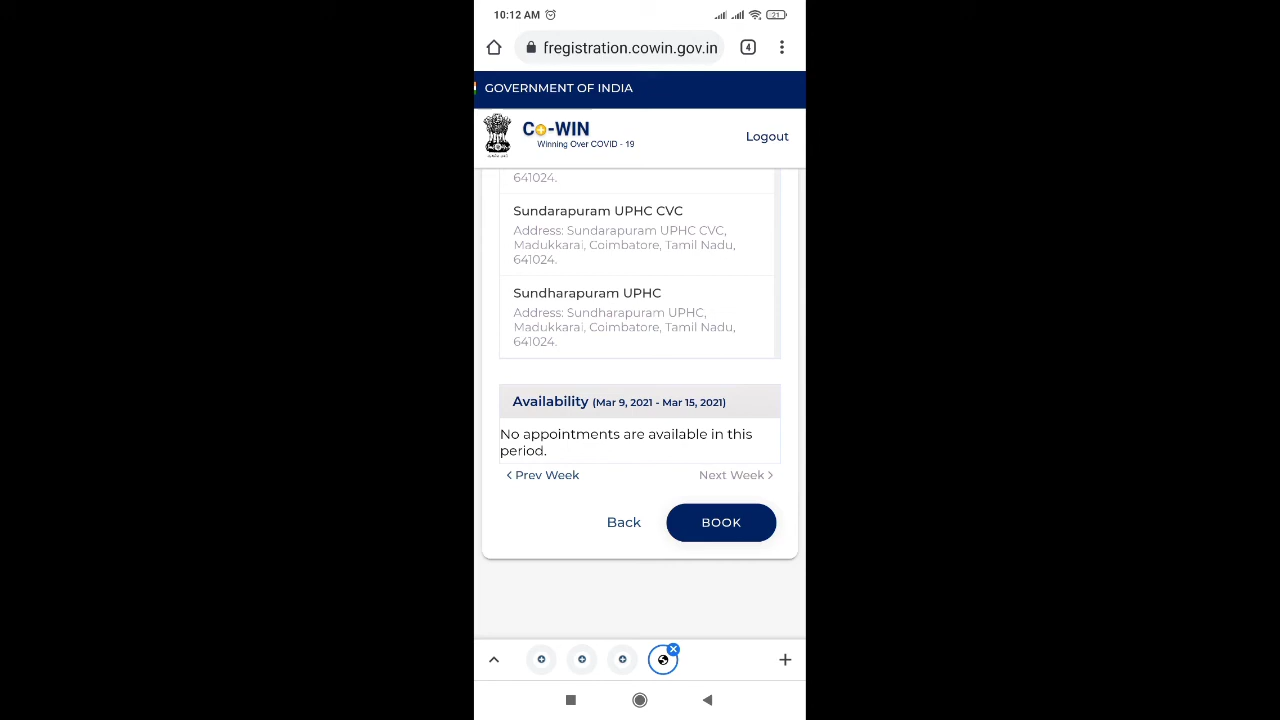 10:12 AM
21
fregistration.cowin.gov.in
4
GOVERNMENT OF INDIA
Co-WIN
Winning Over COVID - 19
Logout
641024.
Sundarapuram UPHC CVC
Address: Sundarapuram UPHC CVC,
Madukkarai, Coimbatore, Tamil Nadu,
641024.
Sundharapuram UPHC
Address: Sundharapuram UPHC,
Madukkarai, Coimbatore, Tamil Nadu,
641024.
Availability (Mar 9, 2021 - Mar 15, 2021)
No appointments are available in this
period.
Prev Week Next Week
Back BOOK